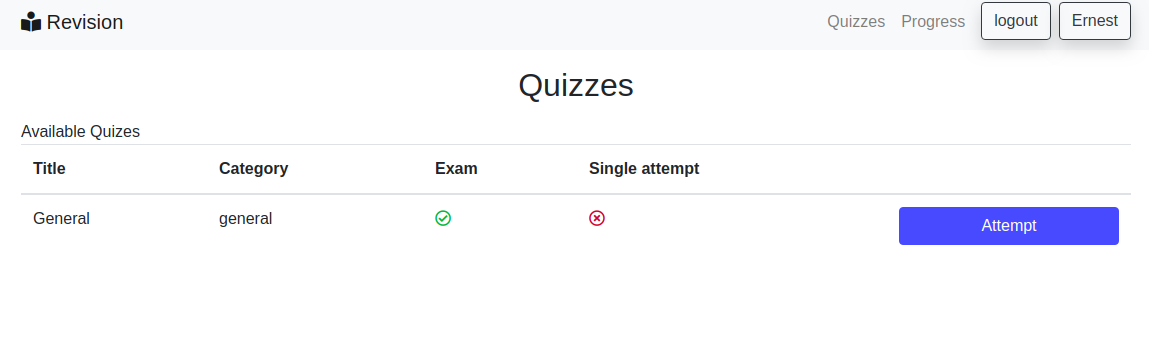 Revision Quizzes Progress logout Ernest
Quizzes
Available Quizes
Title Category Exam Single attempt
General general Attempt